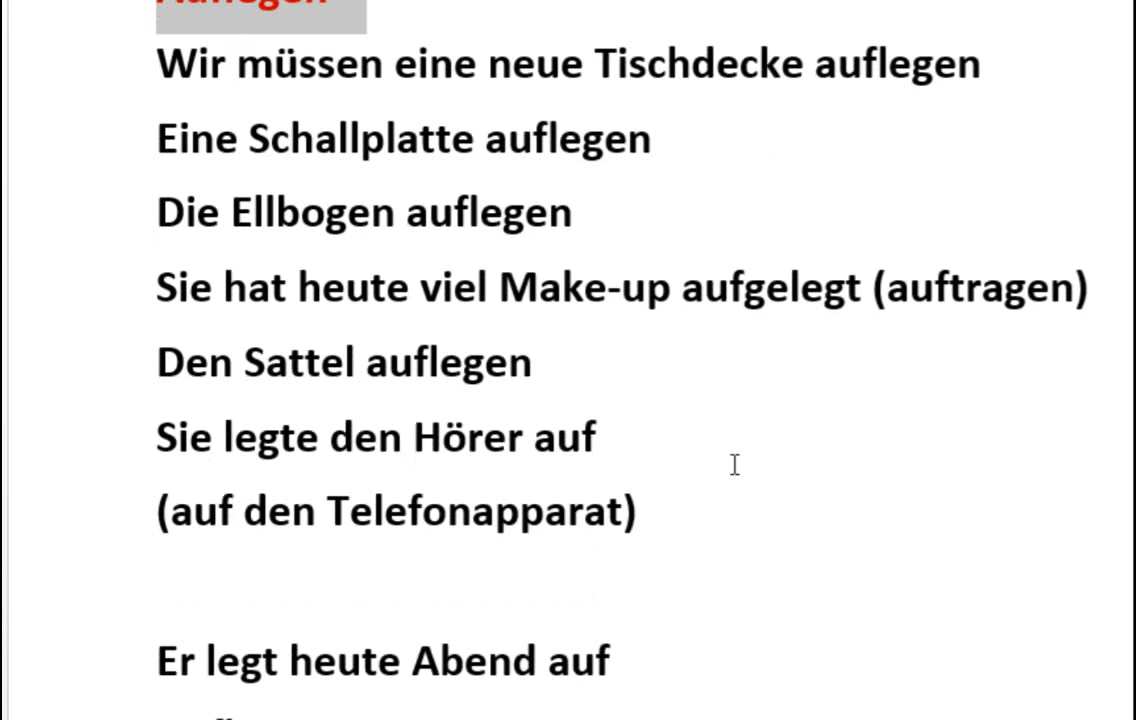 Auflegen
Wir müssen eine neue Tischdecke auflegen
Eine Schallplatte auflegen
Die Ellbogen auflegen
Sie hat heute viel Make-up aufgelegt (auftragen)
Den Sattel auflegen
Sie legte den Hörer auf
(auf den Telefonapparat)
Er legt heute Abend auf